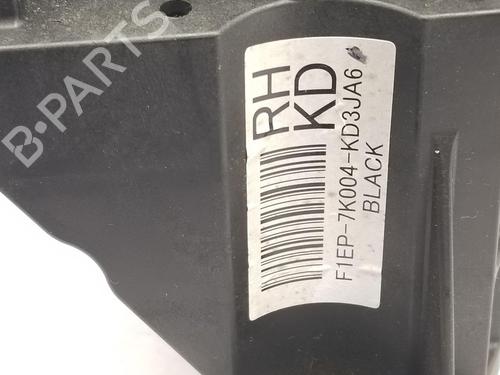 RH
KD
F1EP-7K004-KD3JA6
BLACK
B-PARTS